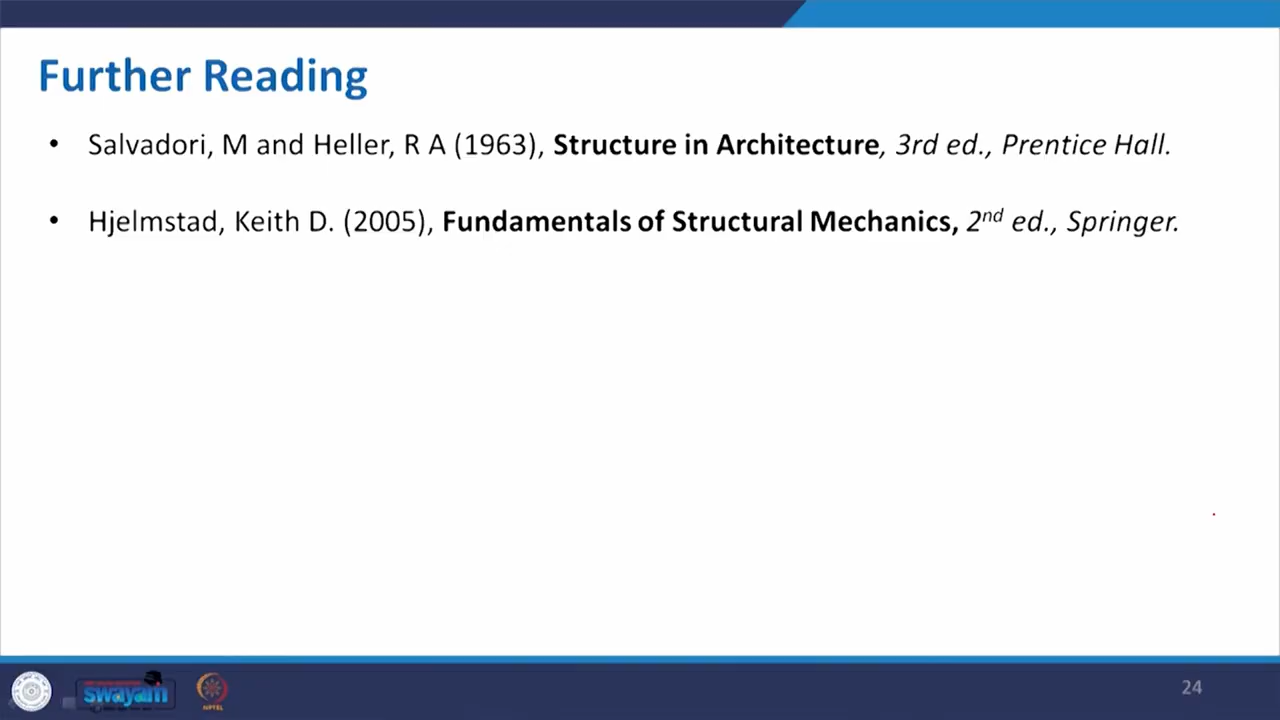 Further Reading
• Salvadori, M and Heller, R A (1963), Structure in Architecture, 3rd ed., Prentice Hall.
• Hjelmstad, Keith D. (2005), Fundamentals of Structural Mechanics, 2nd ed., Springer.
swayam
NPTEL
24